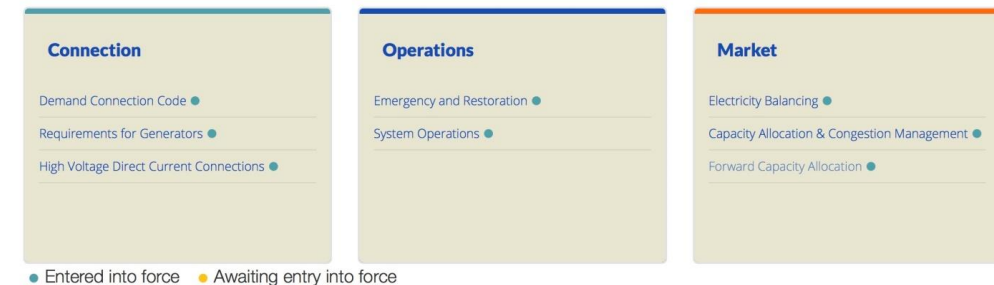 Connection
Demand Connection Code
Requirements for Generators
High Voltage Direct Current Connections
Operations
Emergency and Restoration
System Operations
Market
Electricity Balancing
Capacity Allocation & Congestion Management
Forward Capacity Allocation
Entered into force
Awaiting entry into force